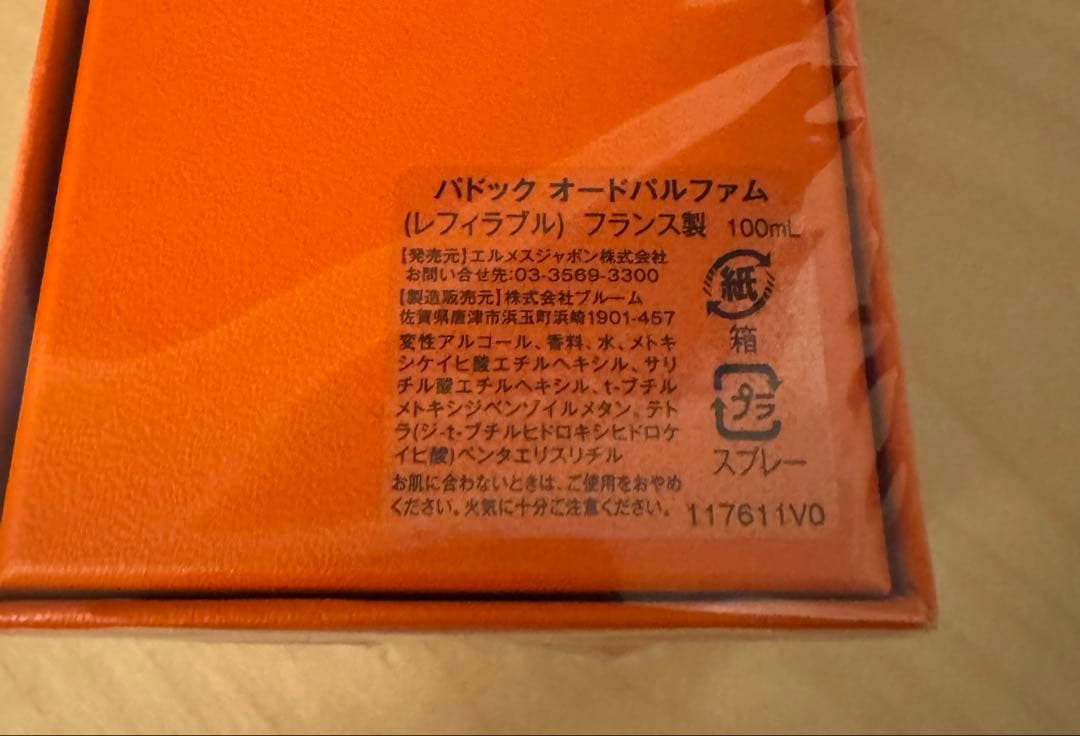 パドック オードパルファム
(レフィラブル) フランス製 100mL
【発売元】エルメスジャポン株式会社
お問い合せ先:03-3569-3300
【製造販売元】株式会社ブルーム
佐賀県唐津市浜玉町浜崎1901-457
変性アルコール、香料、水、メトキ
シケイヒ酸エチルヘキシル、サリ
チル酸エチルヘキシル、t-ブチル
メトキシジベンゾイルメタン、テト
ラ(ジ-t-ブチルヒドロキシヒドロケ
イヒ酸)ペンタエリスリチル
お肌に合わないときは、ご使用をおやめ
ください。火気に十分ご注意ください。
紙
箱
プラ
スプレー
117611V0